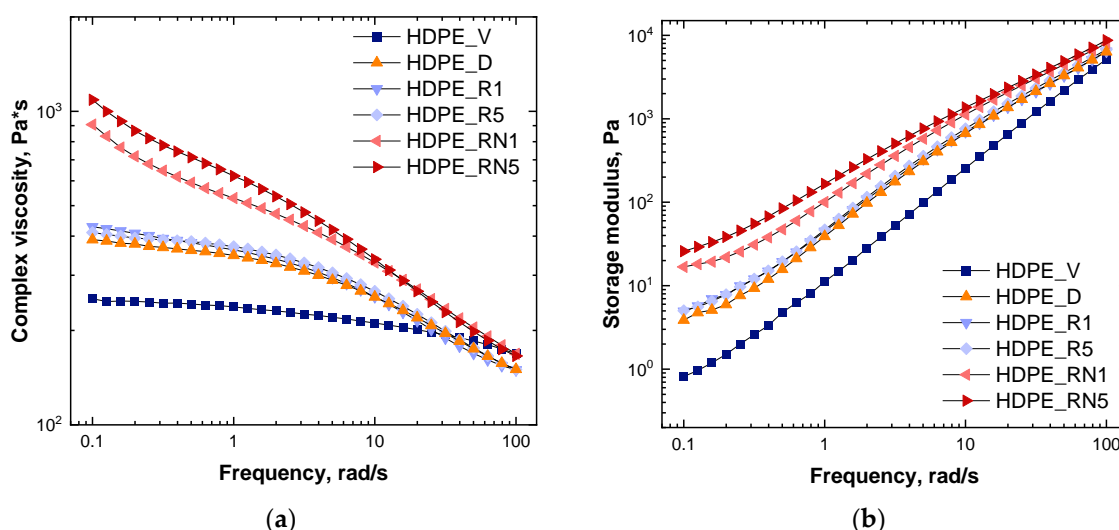 HDPE_V
HDPE_D
HDPE_R1
HDPE_R5
HDPE_RN1
HDPE_RN5
10³
10²
Complex viscosity, Pa*s
0.1 1 10 100
Frequency, rad/s
(a)
10⁴
10³
10²
10¹
10⁰
Storage modulus, Pa
HDPE_V
HDPE_D
HDPE_R1
HDPE_R5
HDPE_RN1
HDPE_RN5
0.1 1 10 100
Frequency, rad/s
(b)